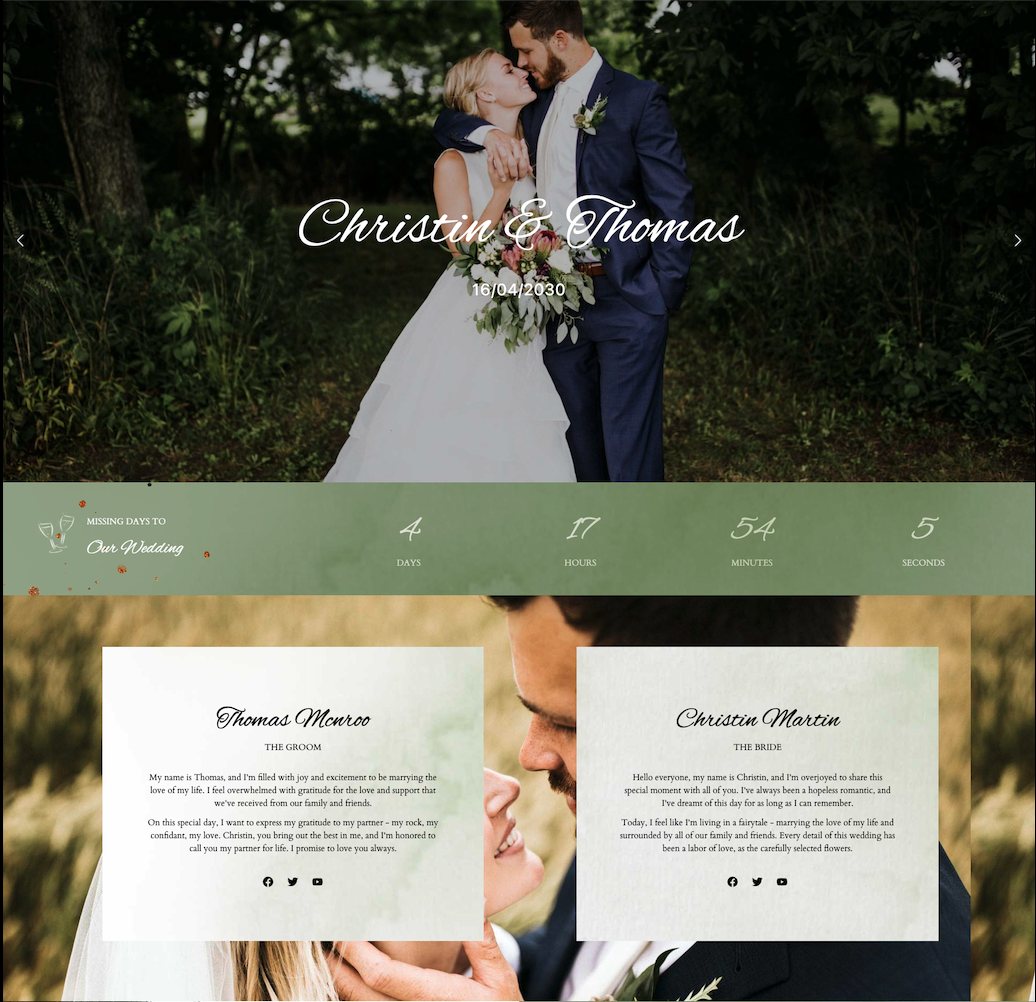 Christin & Thomas
16/04/2030
MISSING DAYS TO
Our Wedding
4
DAYS
17
HOURS
54
MINUTES
5
SECONDS
Thomas Mcnroo
THE GROOM
My name is Thomas, and I'm filled with joy and excitement to be marrying the
love of my life. I feel overwhelmed with gratitude for the love and support that
we've received from our family and friends.
On this special day, I want to express my gratitude to my partner - my rock, my
confidant, my love. Christin, you bring out the best in me, and I'm honored to
call you my partner for life. I promise to love you always.
Christin Martin
THE BRIDE
Hello everyone, my name is Christin, and I'm overjoyed to share this
special moment with all of you. I've always been a hopeless romantic, and
I've dreamt of this day for as long as I can remember.
Today, I feel like I'm living in a fairytale - marrying the love of my life and
surrounded by all of our family and friends. Every detail of this wedding has
been a labor of love, as the carefully selected flowers.